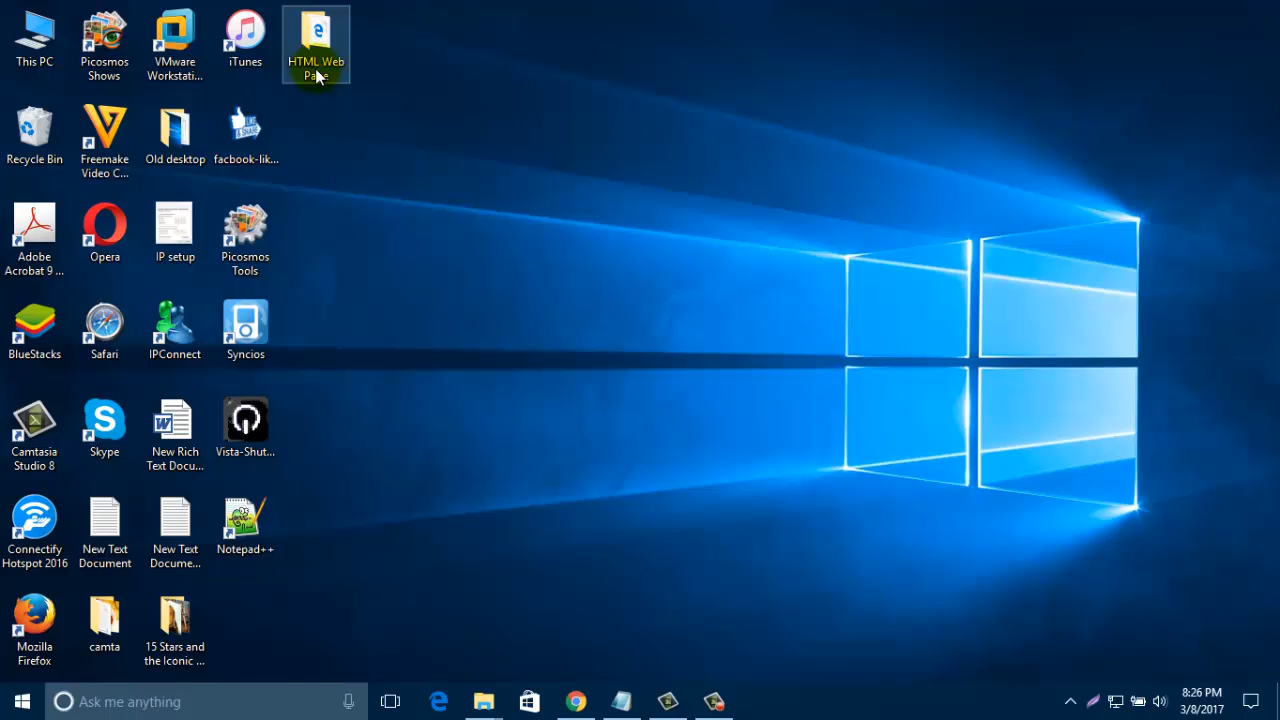 This PC
Picosmos
Shows
VMware
Workstati...
iTunes
HTML Web
Page
Recycle Bin
Freemake
Video C...
Old desktop
facbook-lik...
Adobe
Acrobat 9 ...
Opera
IP setup
Picosmos
Tools
BlueStacks
Safari
IPConnect
Syncios
Camtasia
Studio 8
Skype
New Rich
Text Docu...
Vista-Shut...
Connectify
Hotspot 2016
New Text
Document
New Text
Docume...
Notepad++
Mozilla
Firefox
camta
15 Stars and
the Iconic ...
Ask me anything
8:26 PM
3/8/2017